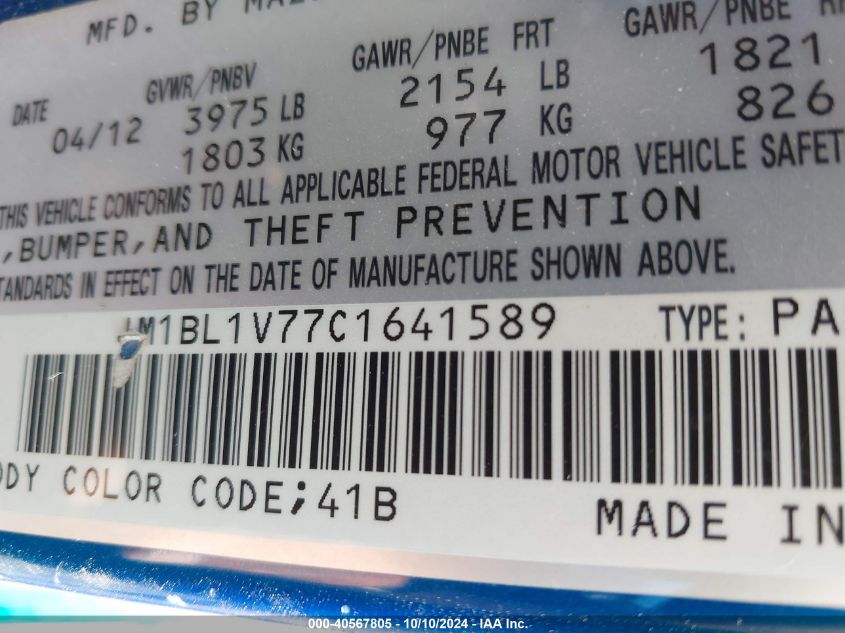 MFD. BY MAZ
GVWR/PNBV GAWR/PNBE FRT GAWR/PNBE
DATE 3975 LB 2154 LB 1821
04/12 1803 KG 977 KG 826
THIS VEHICLE CONFORMS TO ALL APPLICABLE FEDERAL MOTOR VEHICLE SAFET
,BUMPER,AND THEFT PREVENTION
TANDARDS IN EFFECT ON THE DATE OF MANUFACTURE SHOWN ABOVE.
JM1BL1V77C1641589 TYPE: PA
ODY COLOR CODE;41B MADE IN
000-40567805 - 10/10/2024 - IAA Inc.